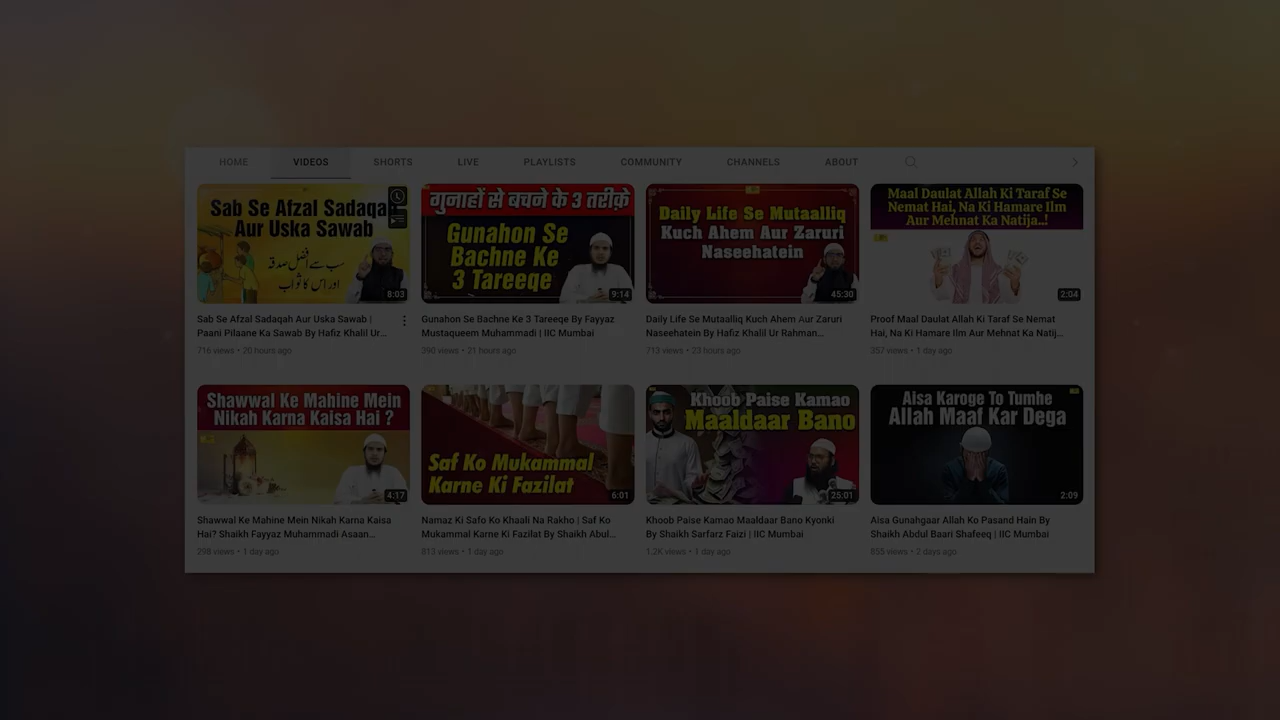 HOME
VIDEOS
SHORTS
LIVE
PLAYLISTS
COMMUNITY
CHANNELS
ABOUT
Sab Se Afzal Sadaqah
Aur Uska Sawab
سب سے افضل صدقہ
اور اس کا ثواب
8:03
गुनाहों से बचने के 3 तरीक़े
Gunahon Se
Bachne Ke
3 Tareeqe
9:14
Daily Life Se Mutaalliq
Kuch Ahem Aur Zaruri
Naseehatein
45:30
Maal Daulat Allah Ki Taraf Se
Nemat Hai, Na Ki Hamare Ilm
Aur Mehnat Ka Natija..!
2:04
Sab Se Afzal Sadaqah Aur Uska Sawab |
Paani Pilaane Ka Sawab By Hafiz Khalil Ur...
716 views • 20 hours ago
Gunahon Se Bachne Ke 3 Tareeqe By Fayyaz
Mustaqueem Muhammadi | IIC Mumbai
390 views • 21 hours ago
Daily Life Se Mutaalliq Kuch Ahem Aur Zaruri
Naseehatein By Hafiz Khalil Ur Rahman...
713 views • 23 hours ago
Proof Maal Daulat Allah Ki Taraf Se Nemat
Hai, Na Ki Hamare Ilm Aur Mehnat Ka Natij...
357 views • 1 day ago
Shawwal Ke Mahine Mein
Nikah Karna Kaisa Hai ?
4:17
Saf Ko Mukammal
Karne Ki Fazilat
6:01
Khoob Paise Kamao
Maaldaar Bano
25:01
Aisa Karoge To Tumhe
Allah Maaf Kar Dega
2:09
Shawwal Ke Mahine Mein Nikah Karna Kaisa
Hai? Shaikh Fayyaz Muhammadi Asaan...
298 views • 1 day ago
Namaz Ki Safo Ko Khaali Na Rakho | Saf Ko
Mukammal Karne Ki Fazilat By Shaikh Abul...
813 views • 1 day ago
Khoob Paise Kamao Maaldaar Bano Kyonki
By Shaikh Sarfarz Faizi | IIC Mumbai
1.2K views • 1 day ago
Aisa Gunahgaar Allah Ko Pasand Hain By
Shaikh Abdul Baari Shafeeq | IIC Mumbai
855 views • 2 days ago